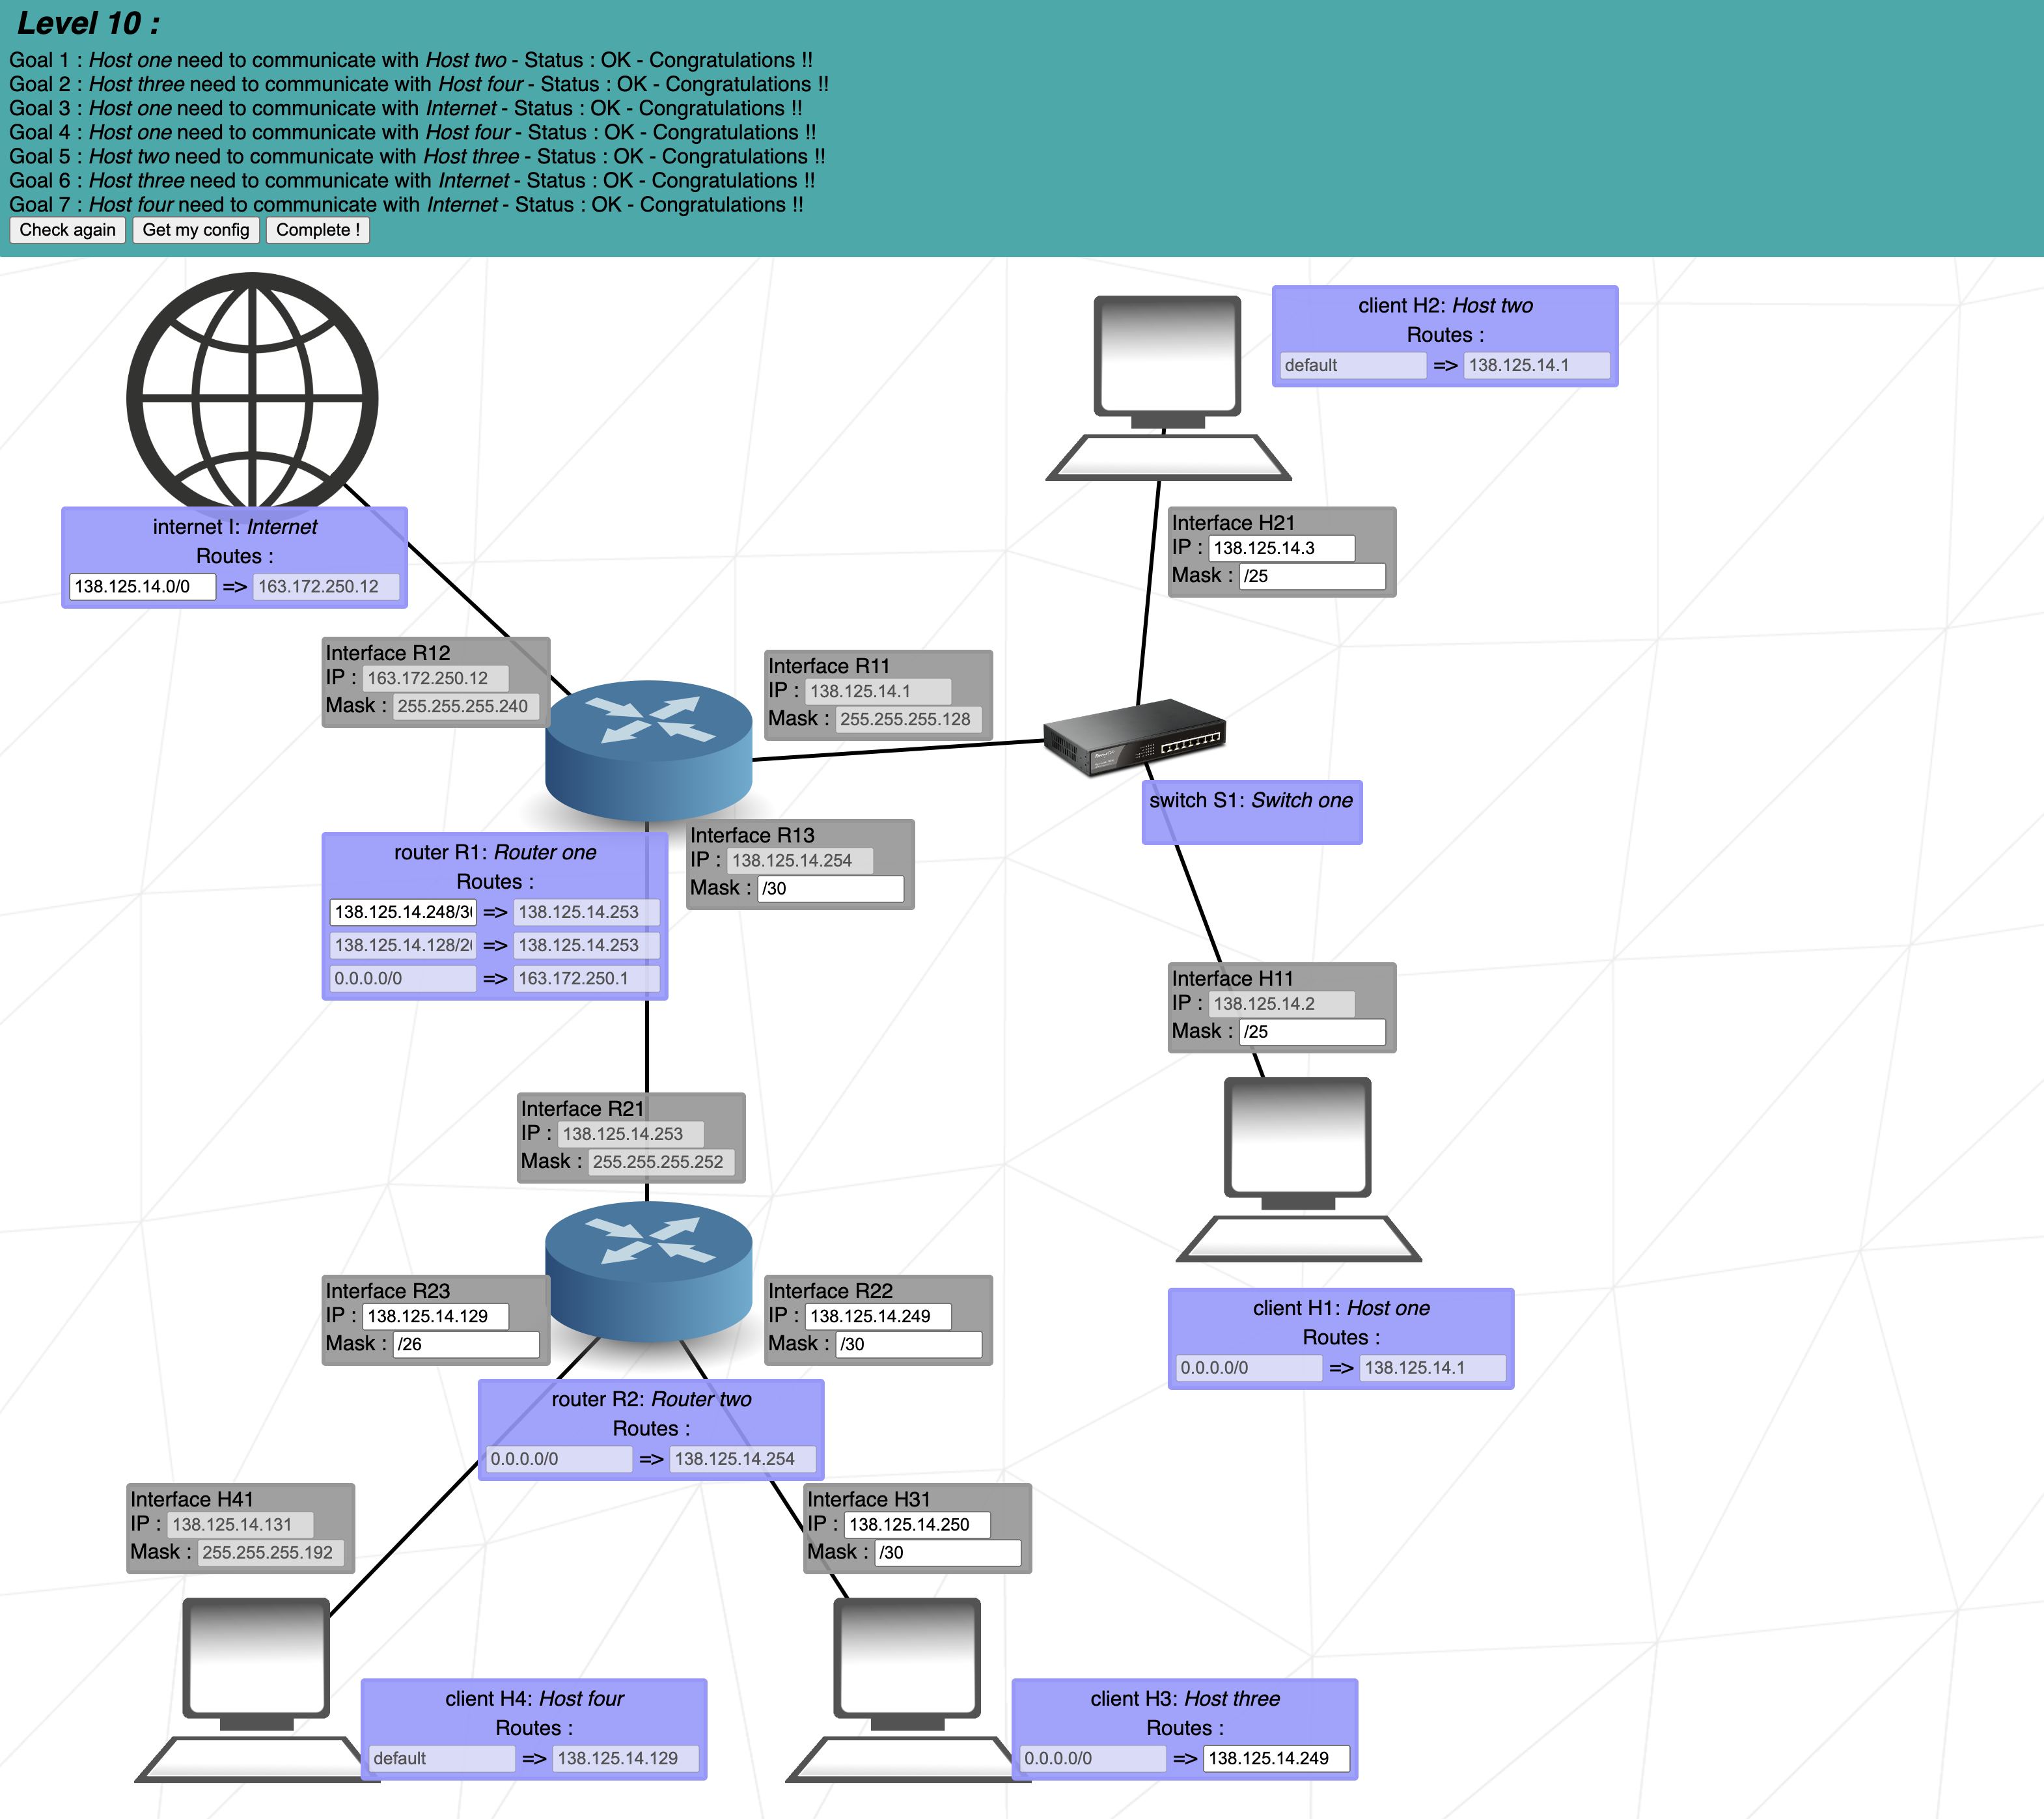 Level 10 :
Goal 1 : Host one need to communicate with Host two - Status : OK - Congratulations !!
Goal 2 : Host three need to communicate with Host four - Status : OK - Congratulations !!
Goal 3 : Host one need to communicate with Internet - Status : OK - Congratulations !!
Goal 4 : Host one need to communicate with Host four - Status : OK - Congratulations !!
Goal 5 : Host two need to communicate with Host three - Status : OK - Congratulations !!
Goal 6 : Host three need to communicate with Internet - Status : OK - Congratulations !!
Goal 7 : Host four need to communicate with Internet - Status : OK - Congratulations !!
Check again Get my config Complete !
client H2: Host two
Routes :
default => 138.125.14.1
internet I: Internet
Routes :
138.125.14.0/0 => 163.172.250.12
Interface H21
IP : 138.125.14.3
Mask : /25
Interface R12
IP : 163.172.250.12
Mask : 255.255.255.240
Interface R11
IP : 138.125.14.1
Mask : 255.255.255.128
switch S1: Switch one
Interface R13
IP : 138.125.14.254
Mask : /30
router R1: Router one
Routes :
138.125.14.248/30 => 138.125.14.253
138.125.14.128/26 => 138.125.14.253
0.0.0.0/0 => 163.172.250.1
Interface H11
IP : 138.125.14.2
Mask : /25
Interface R21
IP : 138.125.14.253
Mask : 255.255.255.252
Interface R23
IP : 138.125.14.129
Mask : /26
Interface R22
IP : 138.125.14.249
Mask : /30
client H1: Host one
Routes :
0.0.0.0/0 => 138.125.14.1
router R2: Router two
Routes :
0.0.0.0/0 => 138.125.14.254
Interface H41
IP : 138.125.14.131
Mask : 255.255.255.192
Interface H31
IP : 138.125.14.250
Mask : /30
client H4: Host four
Routes :
default => 138.125.14.129
client H3: Host three
Routes :
0.0.0.0/0 => 138.125.14.249